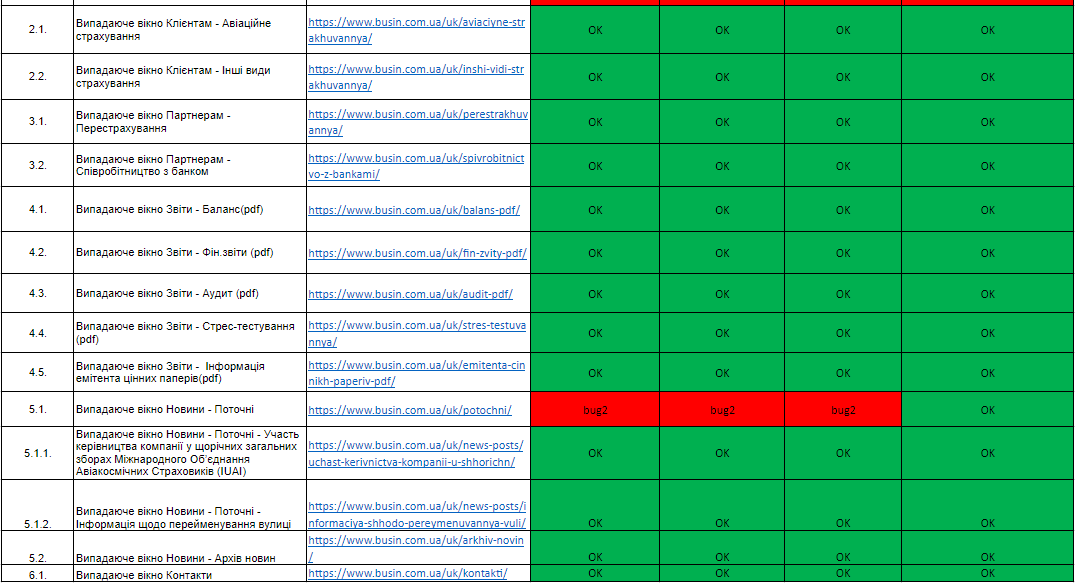 2.1. Випадаюче вікно Клієнтам - Авіаційне
страхування
https://www.busin.com.ua/uk/aviaciyne-str
akhuvannya/
OK OK OK OK
2.2. Випадаюче вікно Клієнтам - Інші види
страхування
https://www.busin.com.ua/uk/inshi-vidi-str
akhuvannya/
OK OK OK OK
3.1. Випадаюче вікно Партнерам -
Перестрахування
https://www.busin.com.ua/uk/perestrakhuv
annya/
OK OK OK OK
3.2. Випадаюче вікно Партнерам -
Співробітництво з банком
https://www.busin.com.ua/uk/spivrobitnict
vo-z-bankami/
OK OK OK OK
4.1. Випадаюче вікно Звіти - Баланс(pdf)
https://www.busin.com.ua/uk/balans-pdf/
OK OK OK OK
4.2. Випадаюче вікно Звіти - Фін.звіти (pdf)
https://www.busin.com.ua/uk/fin-zvity-pdf/
OK OK OK OK
4.3. Випадаюче вікно Звіти - Аудит (pdf)
https://www.busin.com.ua/uk/audit-pdf/
OK OK OK OK
4.4. Випадаюче вікно Звіти - Стрес-тестування
(pdf)
https://www.busin.com.ua/uk/stres-testuva
nnya/
OK OK OK OK
4.5. Випадаюче вікно Звіти - Інформація
емітента цінних паперів(pdf)
https://www.busin.com.ua/uk/emitenta-cin
nikh-paperiv-pdf/
OK OK OK OK
5.1. Випадаюче вікно Новини - Поточні
https://www.busin.com.ua/uk/potochni/
bug2 bug2 bug2 OK
5.1.1. Випадаюче вікно Новини - Поточні - Участь
керівництва компанії у щорічних загальних
зборах Міжнародного Об'єднання
Авіакосмічних Страховиків (IUAI)
https://www.busin.com.ua/uk/news-posts/
uchast-kerivnictva-kompanii-u-shhorichn/
OK OK OK OK
5.1.2. Випадаюче вікно Новини - Поточні -
Інформація щодо перейменування вулиці
https://www.busin.com.ua/uk/news-posts/i
nformaciya-shhodo-pereymenuvannya-vuli/
OK OK OK OK
5.2. Випадаюче вікно Новини - Архів новин
https://www.busin.com.ua/uk/arkhiv-novin
/
OK OK OK OK
6.1. Випадаюче вікно Контакти
https://www.busin.com.ua/uk/kontakti/
OK OK OK OK